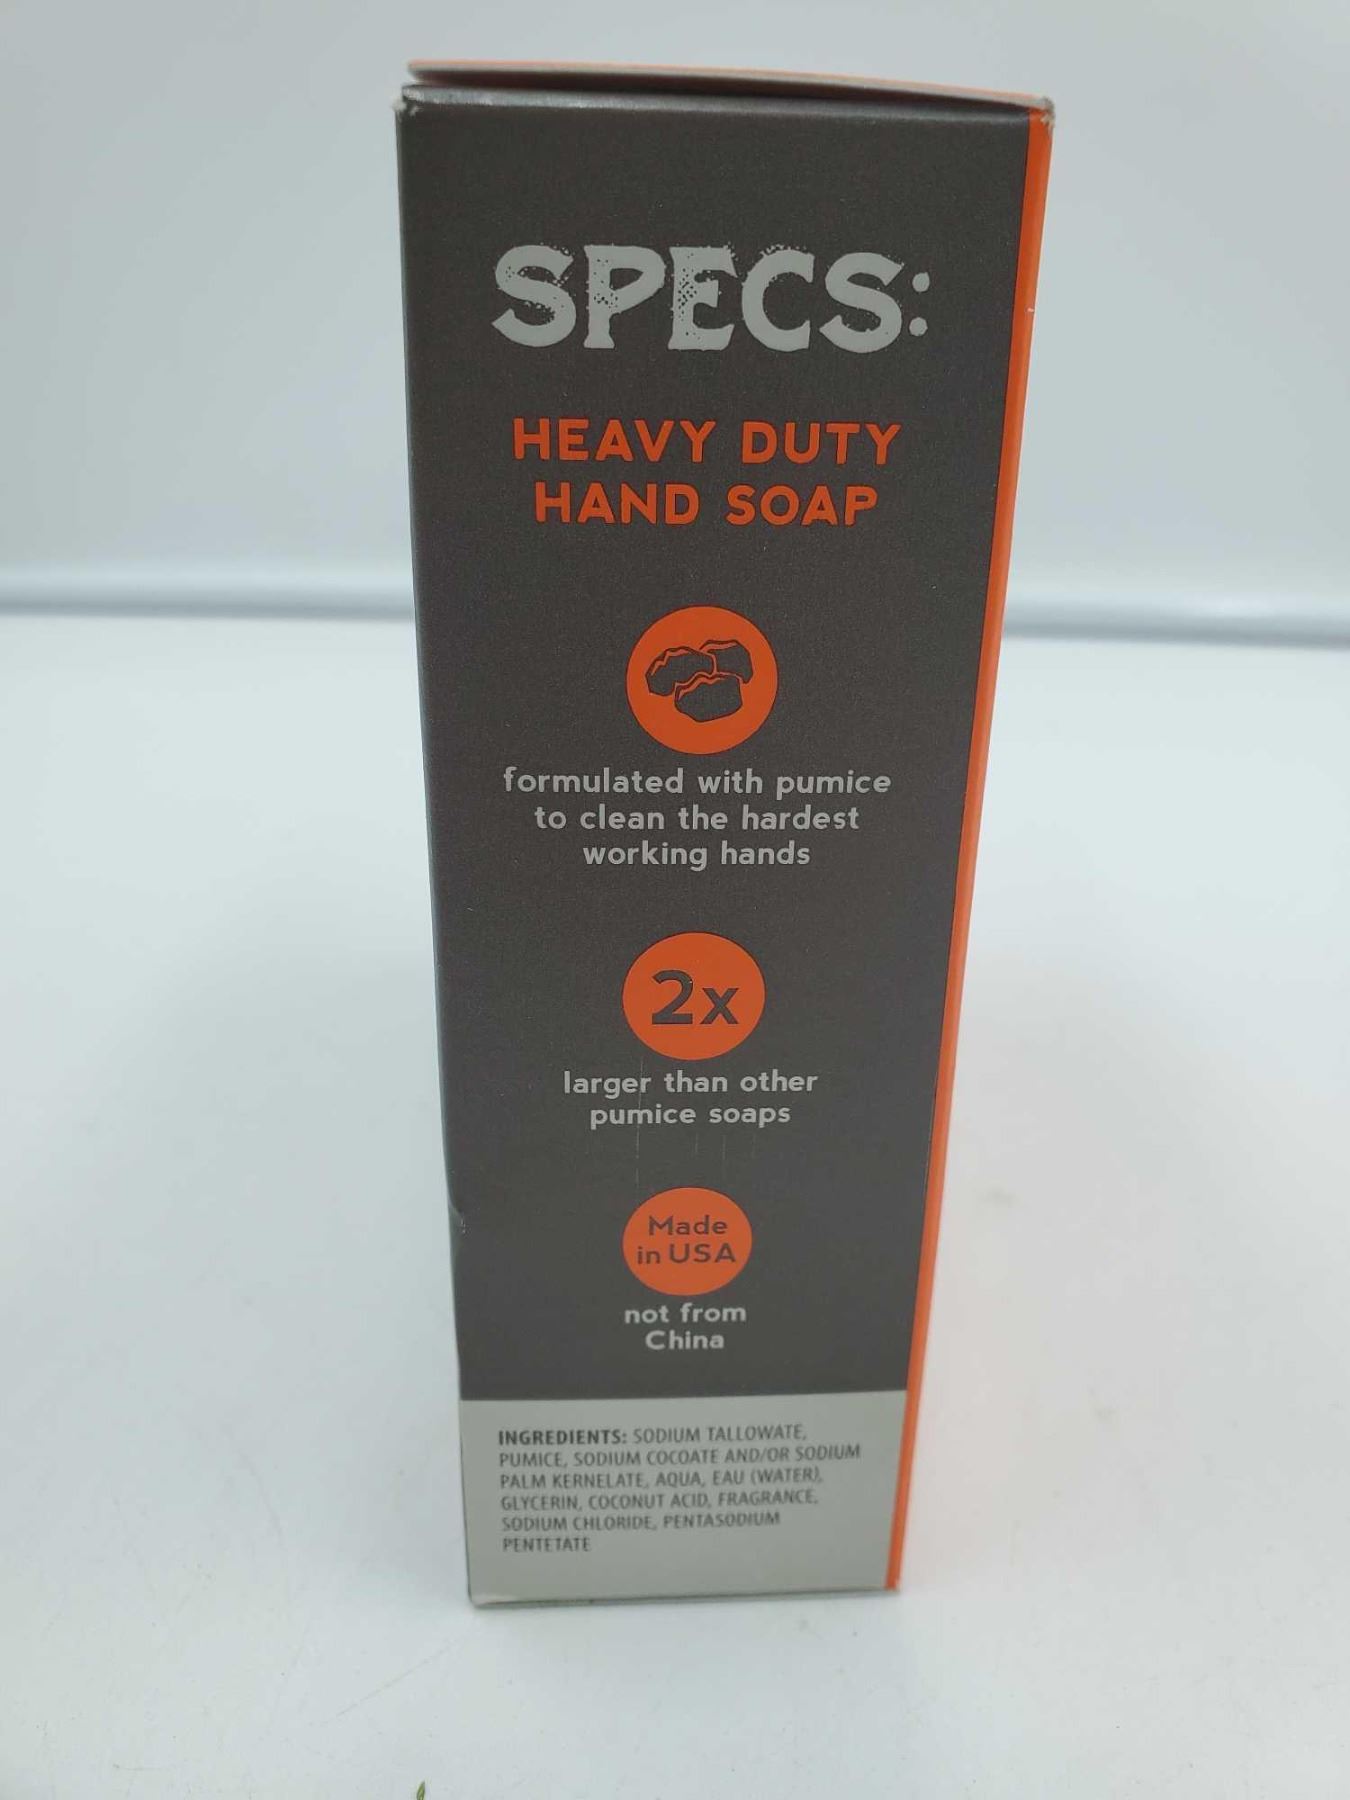 SPECS:
HEAVY DUTY
HAND SOAP
formulated with pumice
to clean the hardest
working hands
2x
larger than other
pumice soaps
Made
in USA
not from
China
INGREDIENTS: SODIUM TALLOWATE,
PUMICE, SODIUM COCOATE AND/OR SODIUM
PALM KERNELATE, AQUA, EAU (WATER),
GLYCERIN, COCONUT ACID, FRAGRANCE,
SODIUM CHLORIDE, PENTASODIUM
PENTETATE